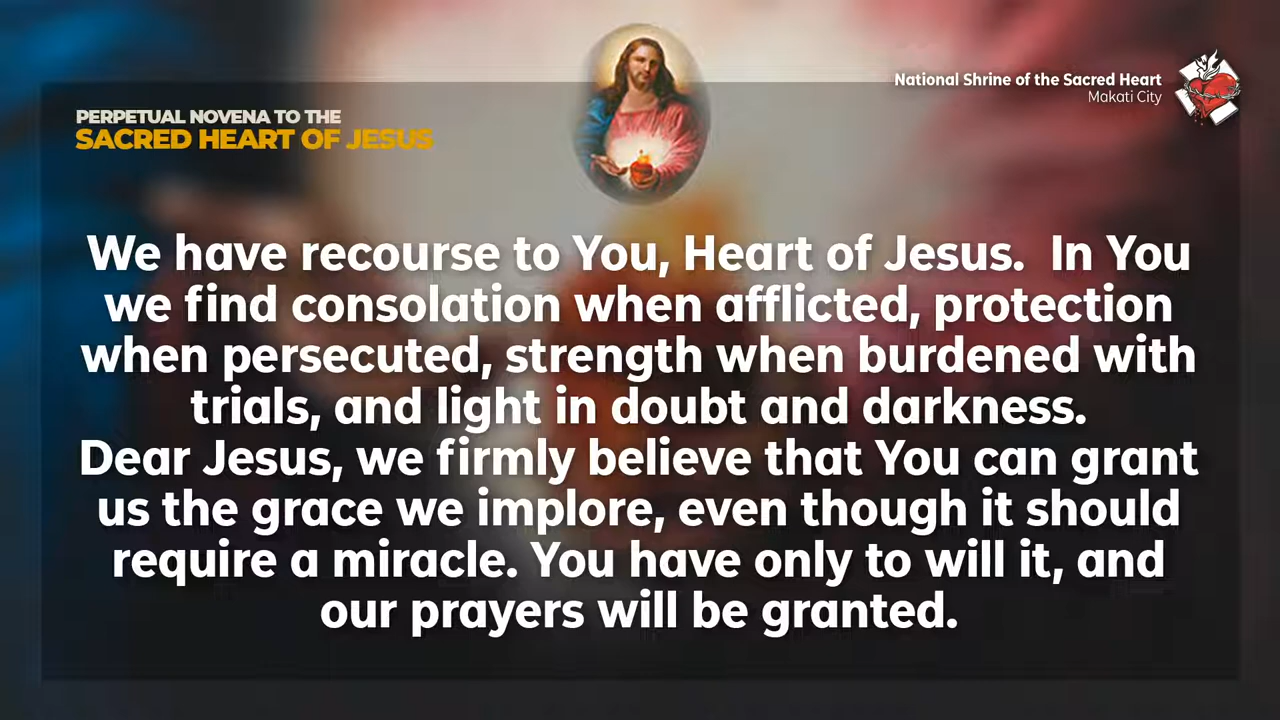 National Shrine of the Sacred Heart
Makati City
PERPETUAL NOVENA TO THE
SACRED HEART OF JESUS
We have recourse to You, Heart of Jesus.  In You
we find consolation when afflicted, protection
when persecuted, strength when burdened with
trials, and light in doubt and darkness.
Dear Jesus, we firmly believe that You can grant
us the grace we implore, even though it should
require a miracle. You have only to will it, and
our prayers will be granted.